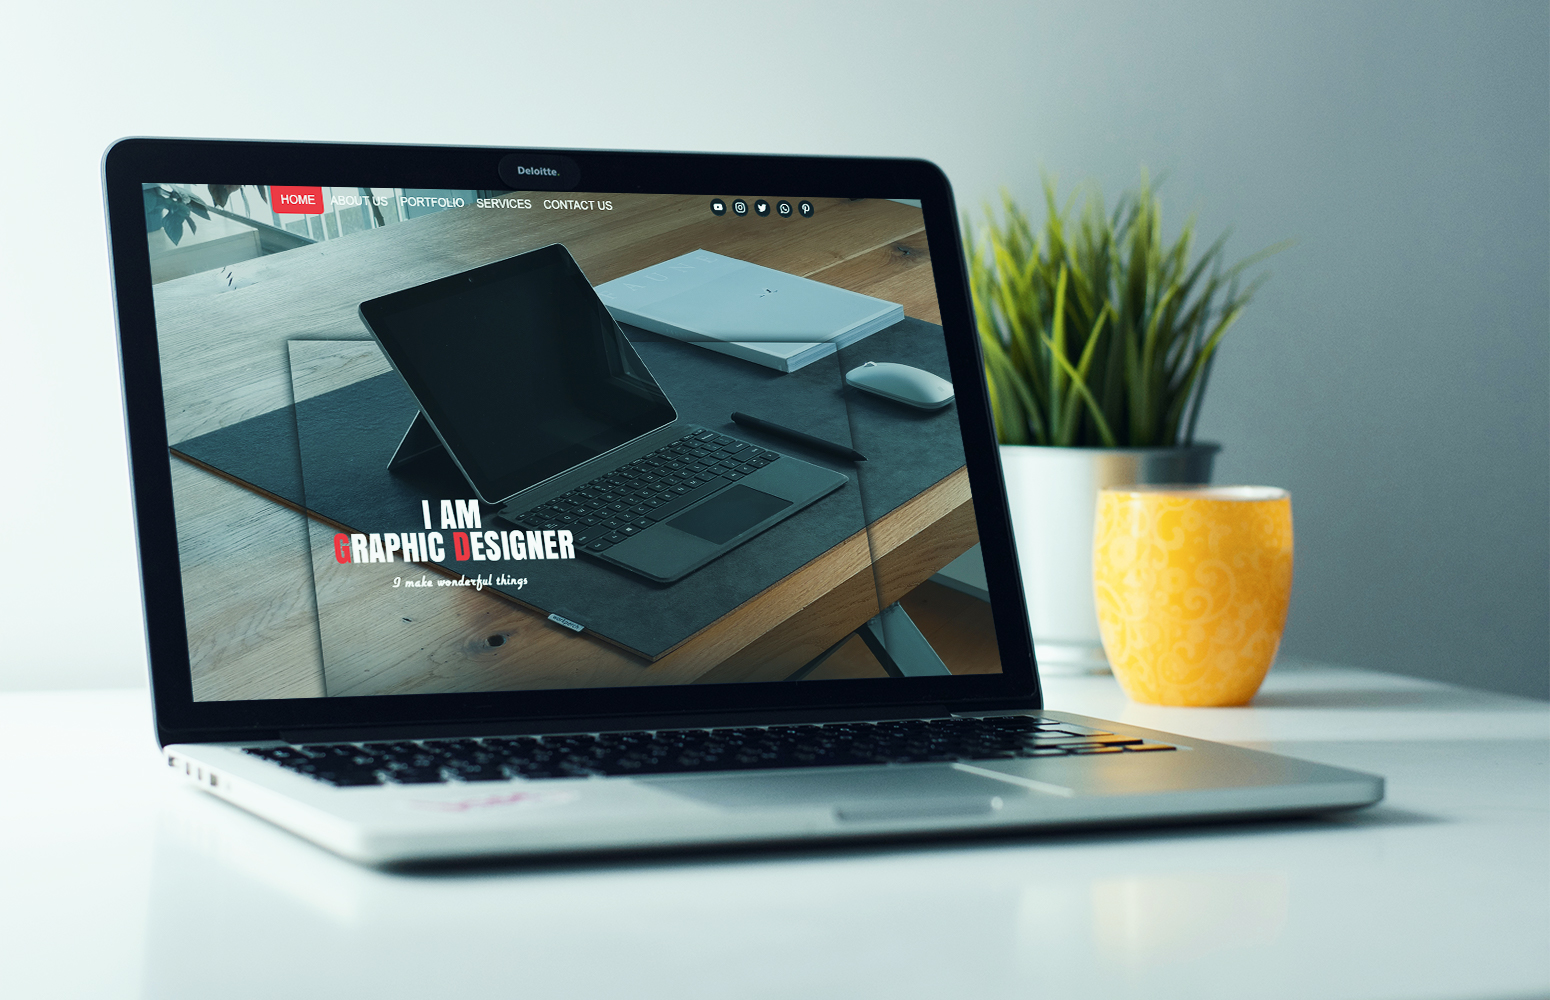 Deloitte.
HOME ABOUT US PORTFOLIO SERVICES CONTACT US
I AM
GRAPHIC DESIGNER
I make wonderful things